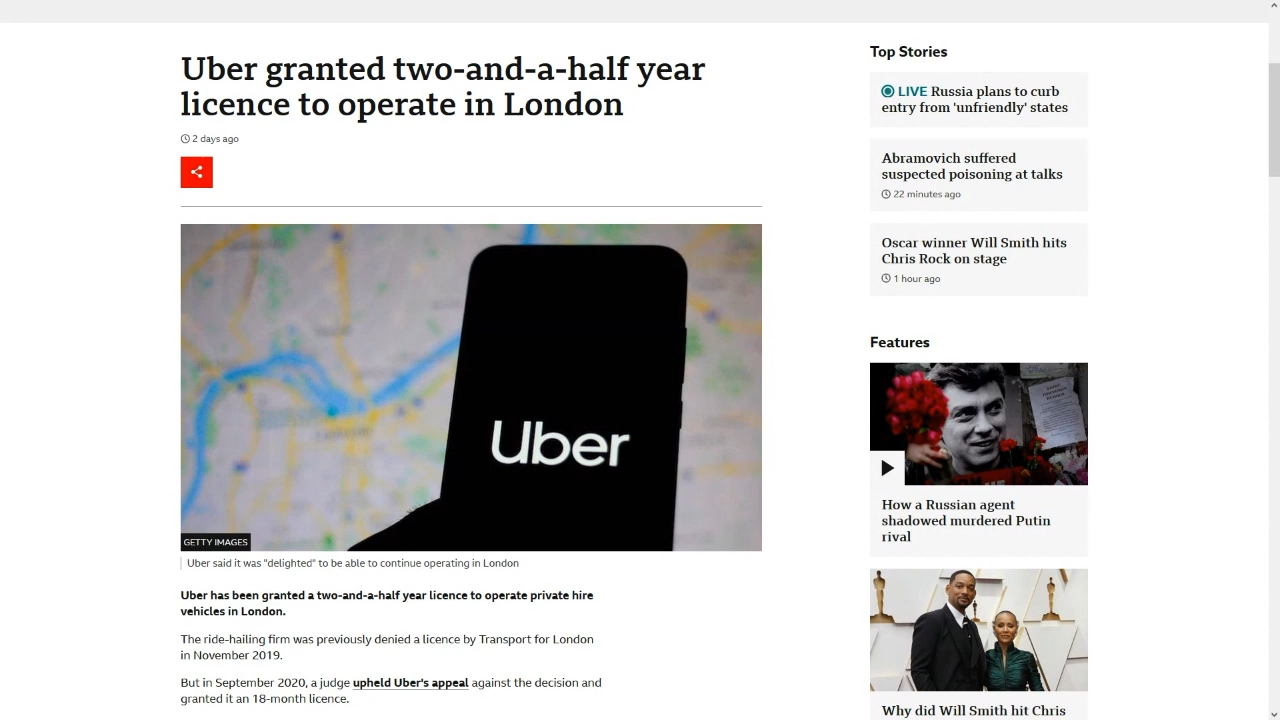 Uber granted two-and-a-half year
licence to operate in London
2 days ago
Uber
GETTY IMAGES
Uber said it was "delighted" to be able to continue operating in London
Uber has been granted a two-and-a-half year licence to operate private hire
vehicles in London.
The ride-hailing firm was previously denied a licence by Transport for London
in November 2019.
But in September 2020, a judge upheld Uber's appeal against the decision and
granted it an 18-month licence.
Top Stories
LIVE Russia plans to curb
entry from 'unfriendly' states
Abramovich suffered
suspected poisoning at talks
22 minutes ago
Oscar winner Will Smith hits
Chris Rock on stage
1 hour ago
Features
How a Russian agent
shadowed murdered Putin
rival
Why did Will Smith hit Chris